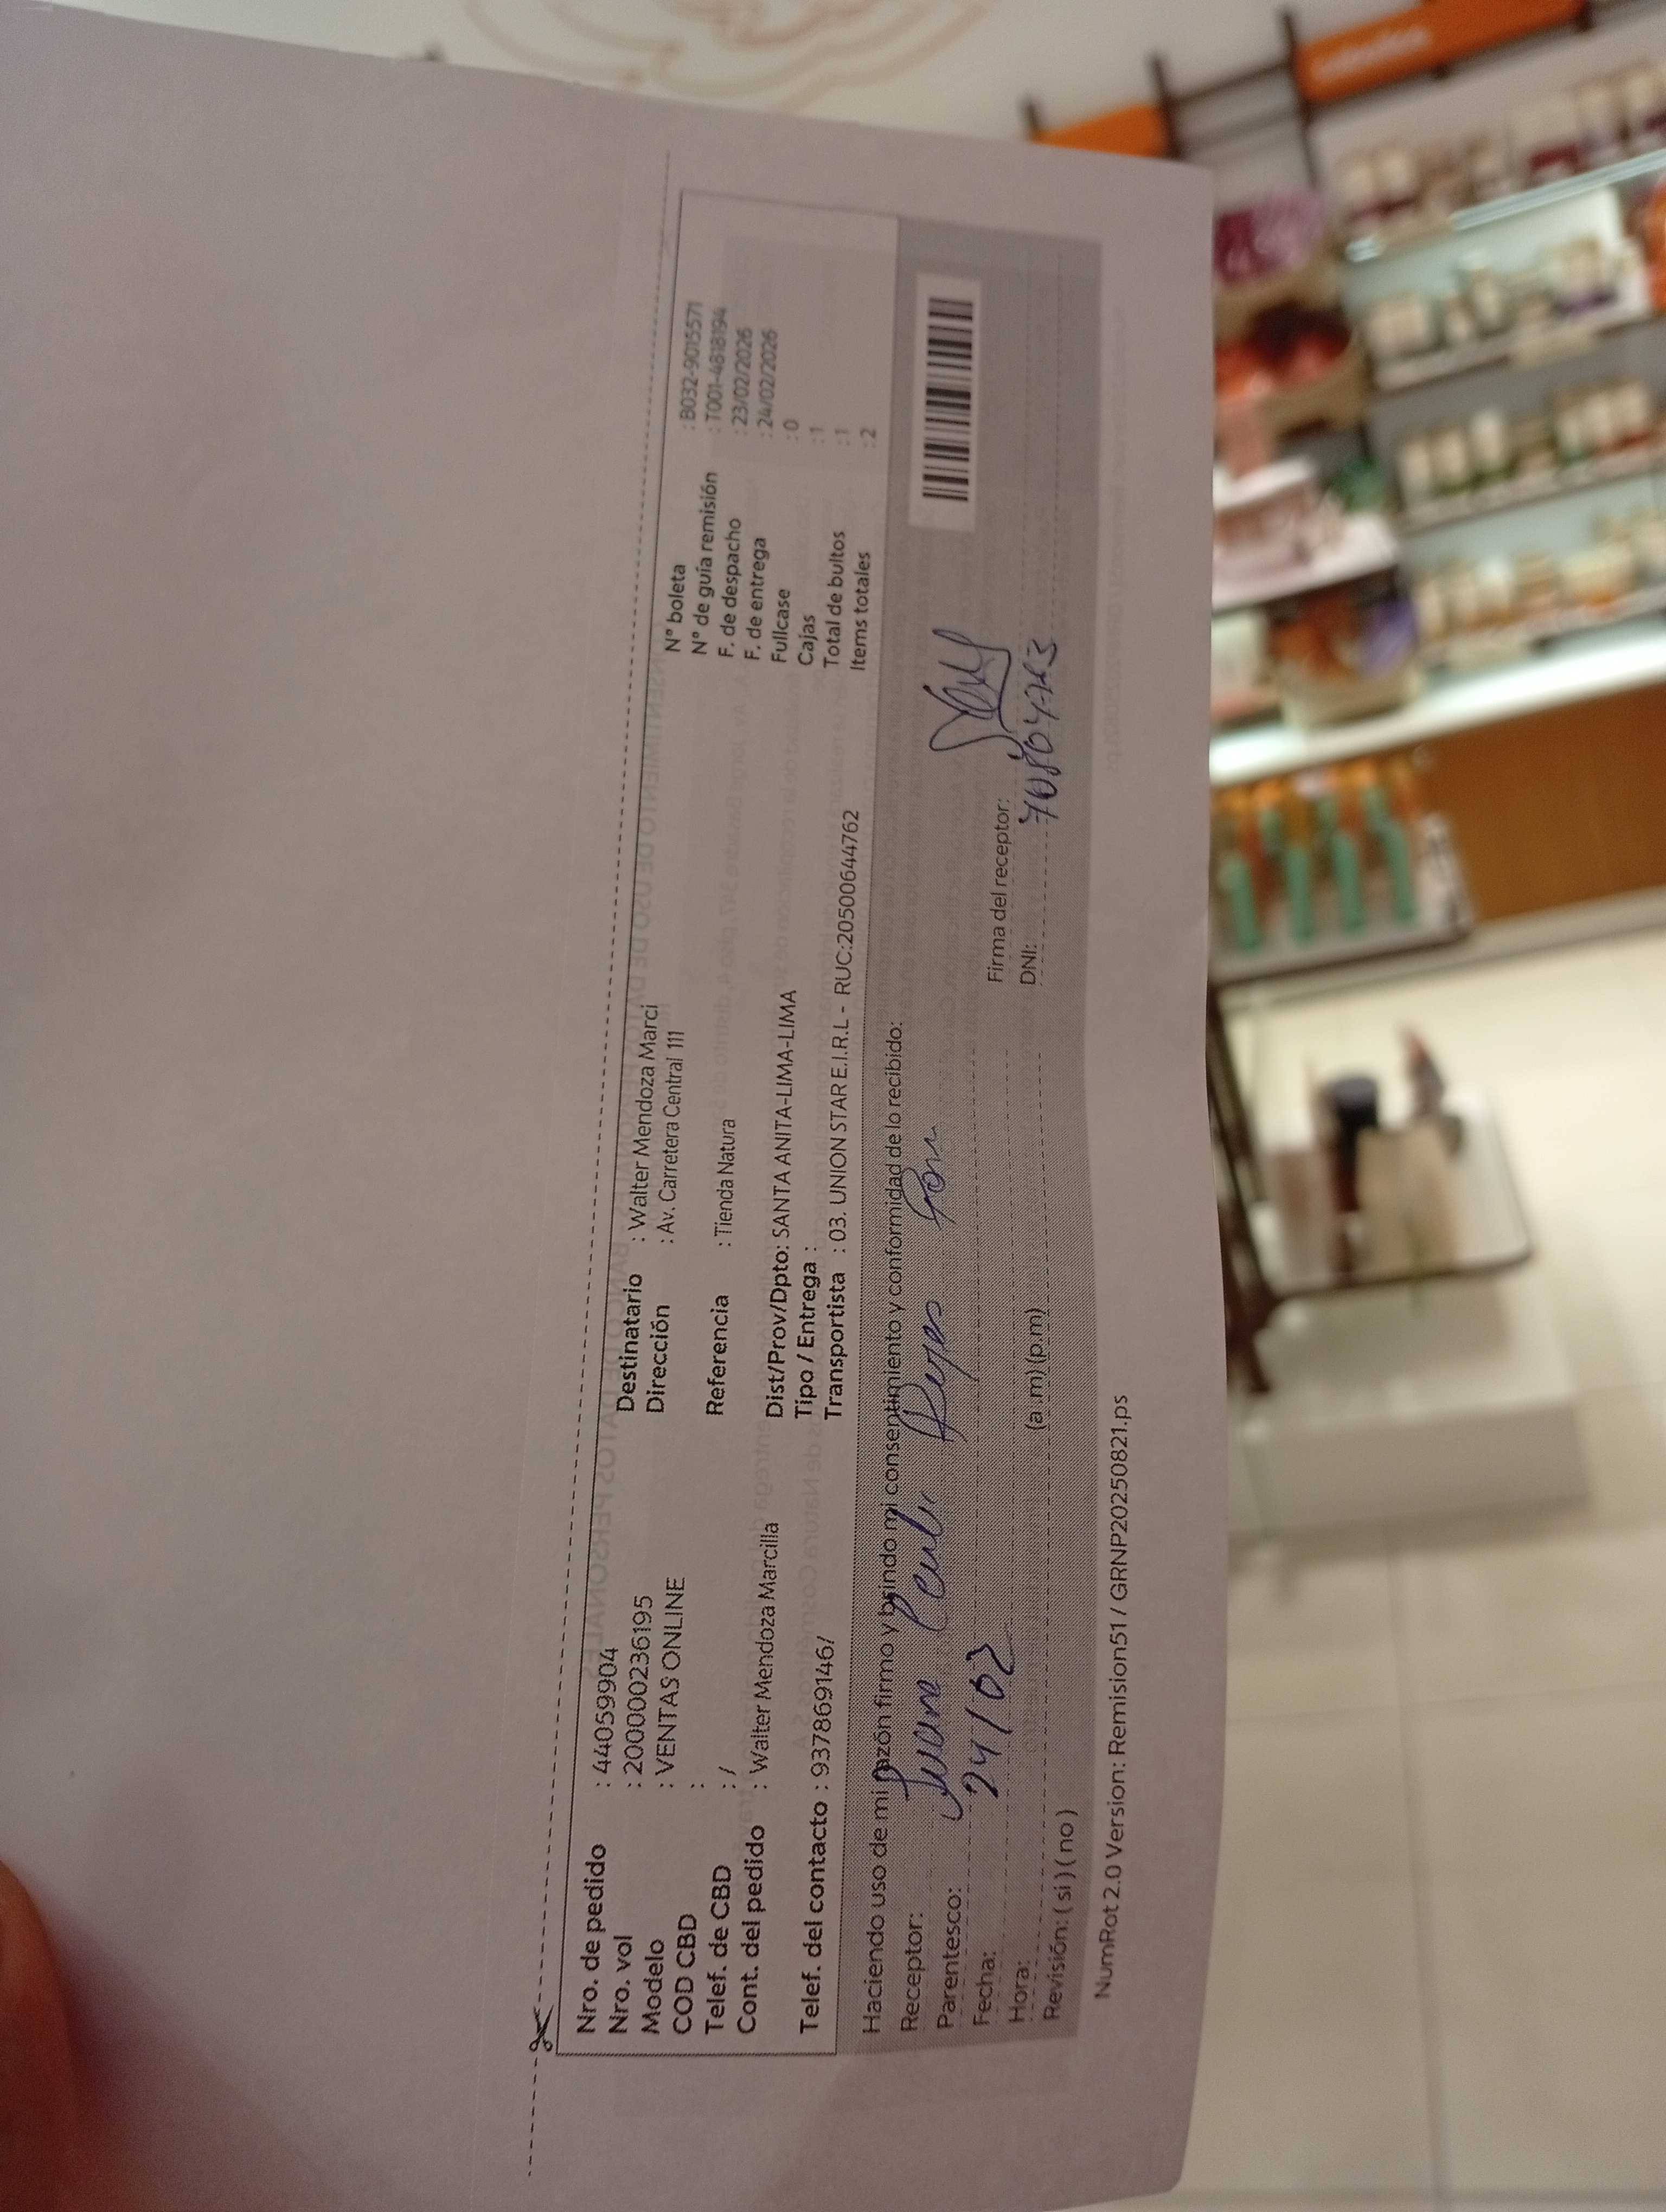 Nro. de pedido : 44059904
Nro. vol : 200000236195
Modelo : VENTAS ONLINE
COD CBD :
Telef. de CBD : /
Cont. del pedido : Walter Mendoza Marcilla
Telef. del contacto : 937869146/
Destinatario : Walter Mendoza Marci
Dirección : Av. Carretera Central 111
Referencia : Tienda Natura
Dist/Prov/Dpto: SANTA ANITA-LIMA-LIMA
Tipo / Entrega :
Transportista : 03. UNION STAR E.I.R.L - RUC:20500644762
N° boleta : B032-9015571
N° de guía remisión : T001-4818194
F. de despacho : 23/02/2026
F. de entrega : 24/02/2026
Fullcase : 0
Cajas : 1
Total de bultos : 1
Items totales : 2
Haciendo uso de mi razón firmo y brindo mi consentimiento y conformidad de lo recibido:
Receptor: Reyes
Parentesco:
Fecha: 24/02
Hora: (a.m)(p.m)
Revisión: ( si ) ( no )
Firma del receptor:
DNI:
NumRot 2.0 Version: Remision51 / GRNP20250821.ps